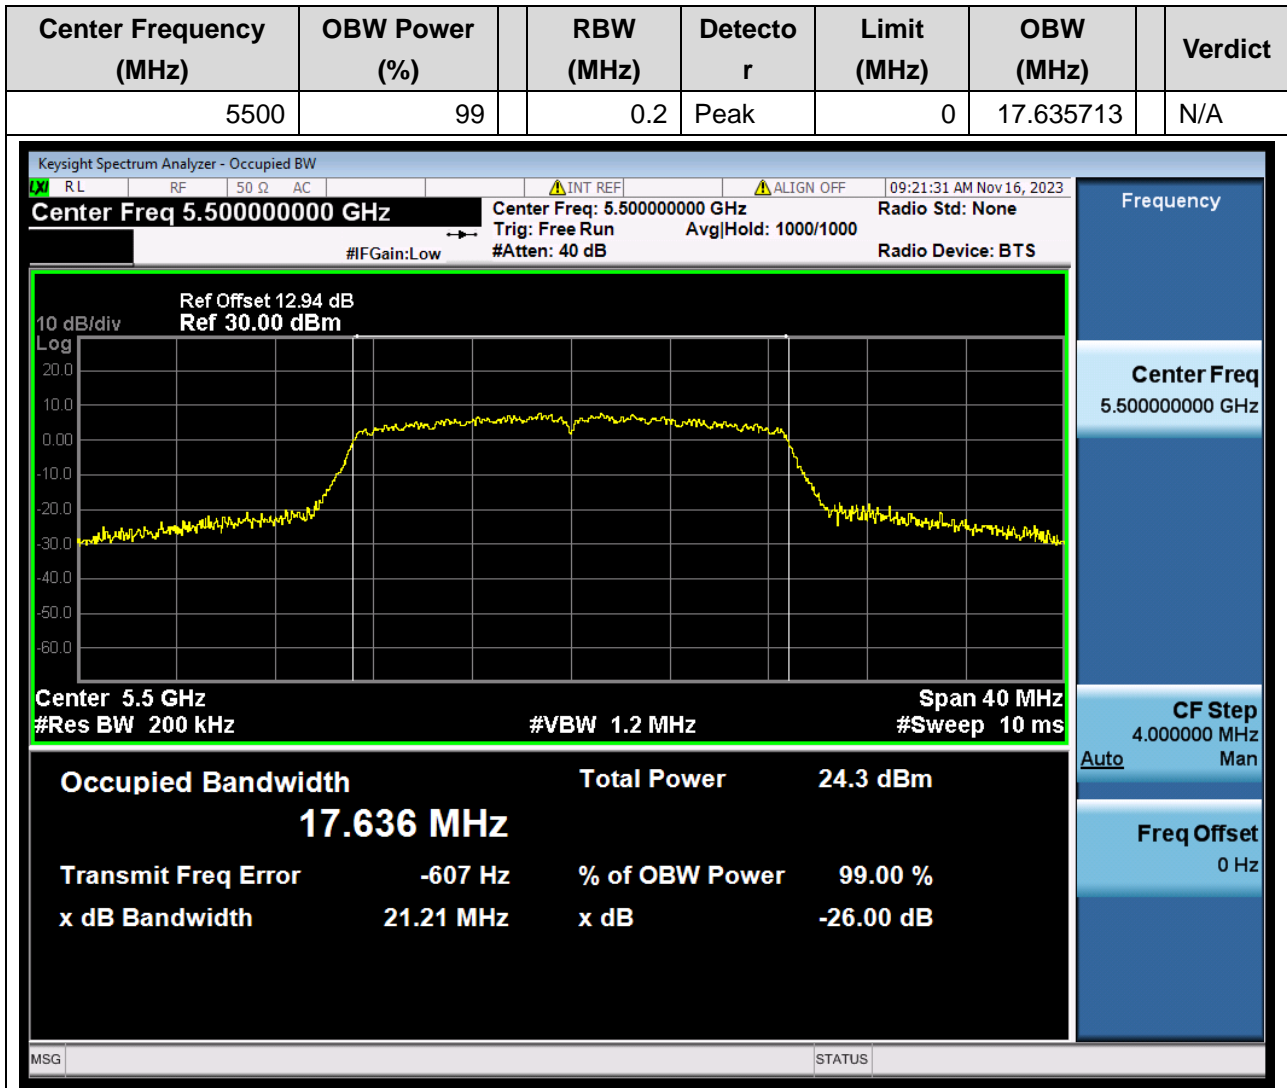 Center Frequency (MHz) OBW Power (%) RBW (MHz) Detecto r Limit (MHz) OBW (MHz) Verdict
5500 99 0.2 Peak 0 17.635713 N/A
Keysight Spectrum Analyzer - Occupied BW
LXI RL RF 50 Ω AC INT REF ALIGN OFF 09:21:31 AM Nov 16, 2023
Center Freq 5.500000000 GHz
Center Freq: 5.500000000 GHz Radio Std: None
Trig: Free Run Avg|Hold: 1000/1000
#IFGain:Low #Atten: 40 dB Radio Device: BTS
Ref Offset 12.94 dB
10 dB/div Ref 30.00 dBm
Log
20.0
10.0
0.00
-10.0
-20.0
-30.0
-40.0
-50.0
-60.0
Center 5.5 GHz Span 40 MHz
#Res BW 200 kHz #VBW 1.2 MHz #Sweep 10 ms
Occupied Bandwidth Total Power 24.3 dBm
17.636 MHz
Transmit Freq Error -607 Hz % of OBW Power 99.00 %
x dB Bandwidth 21.21 MHz x dB -26.00 dB
Frequency
Center Freq
5.500000000 GHz
CF Step
4.000000 MHz
Auto Man
Freq Offset
0 Hz
MSG STATUS